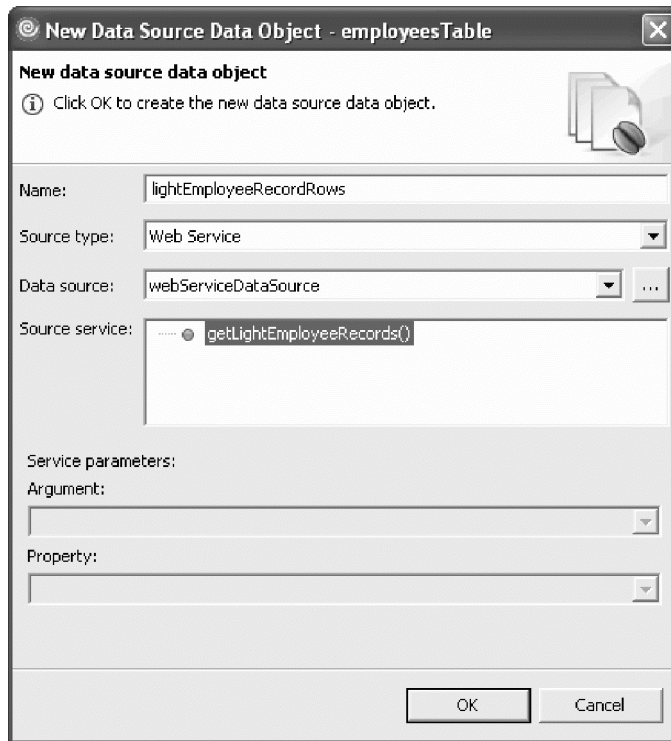 New Data Source Data Object - employeesTable
New data source data object
Click OK to create the new data source data object.
Name: lightEmployeeRecordRows
Source type: Web Service
Data source: webServiceDataSource ...
Source service: getLightEmployeeRecords()
Service parameters:
Argument:
Property:
OK Cancel